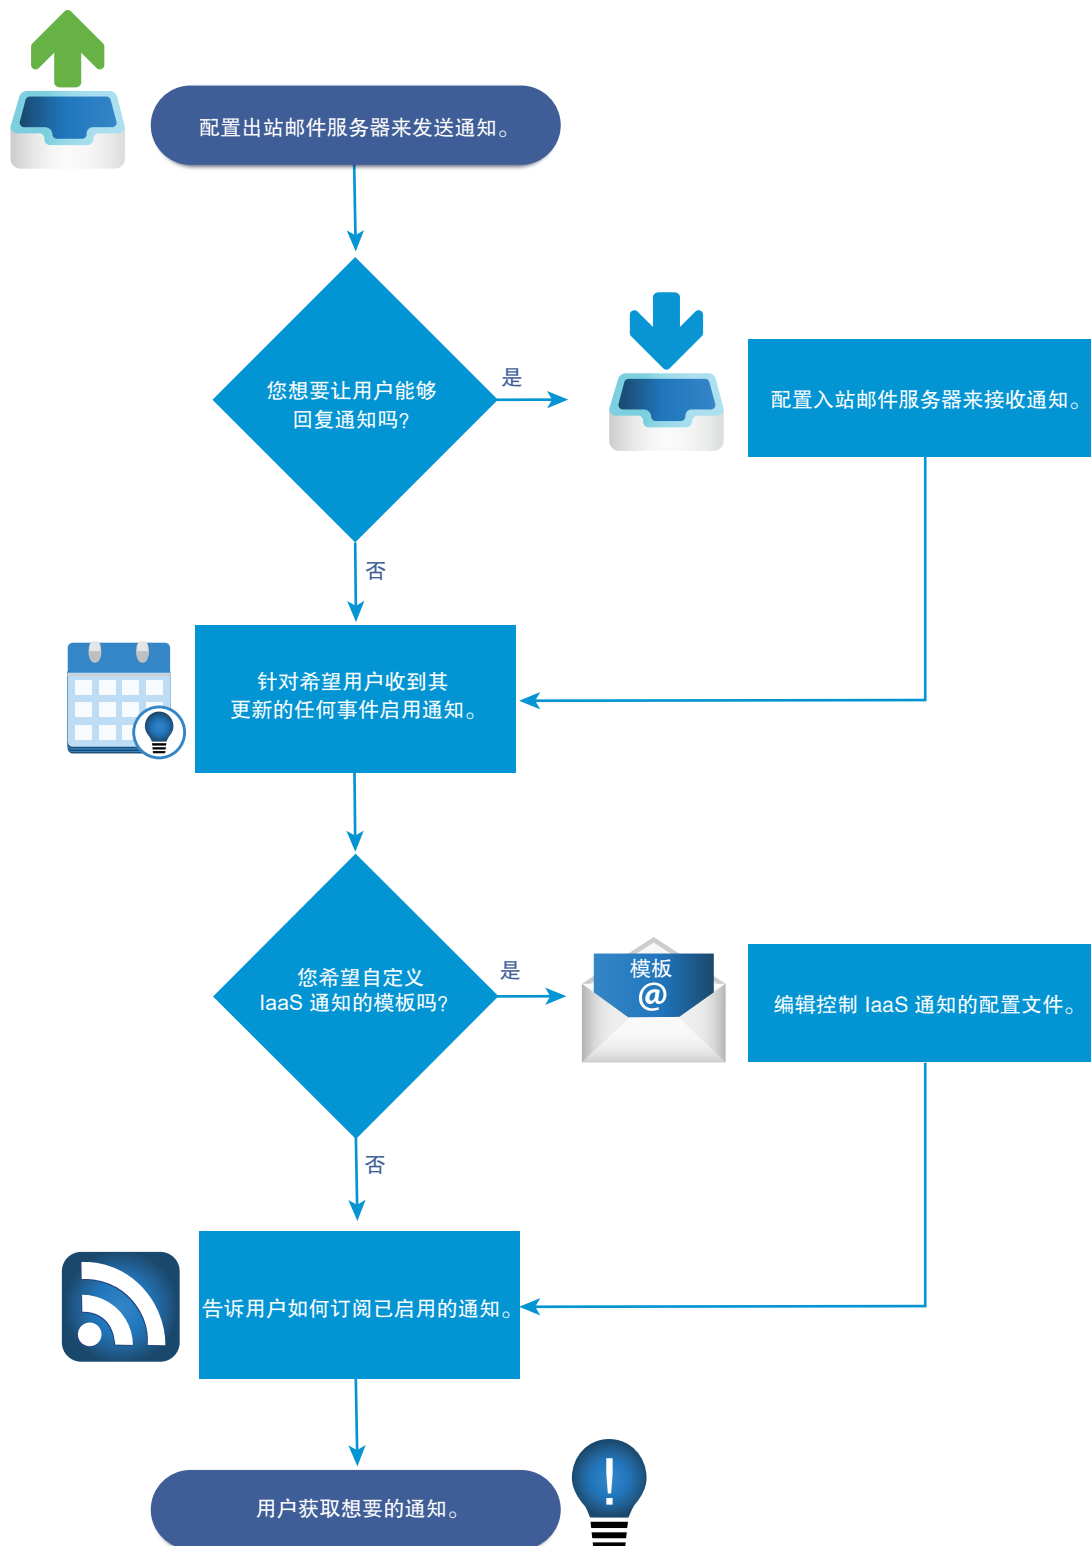 配置出站邮件服务器来发送通知。
您想要让用户能够
回复通知吗?
是
配置入站邮件服务器来接收通知。
否
针对希望用户收到其
更新的任何事件启用通知。
您希望自定义
IaaS 通知的模板吗?
是
模板
@
编辑控制 IaaS 通知的配置文件。
否
告诉用户如何订阅已启用的通知。
用户获取想要的通知。
!